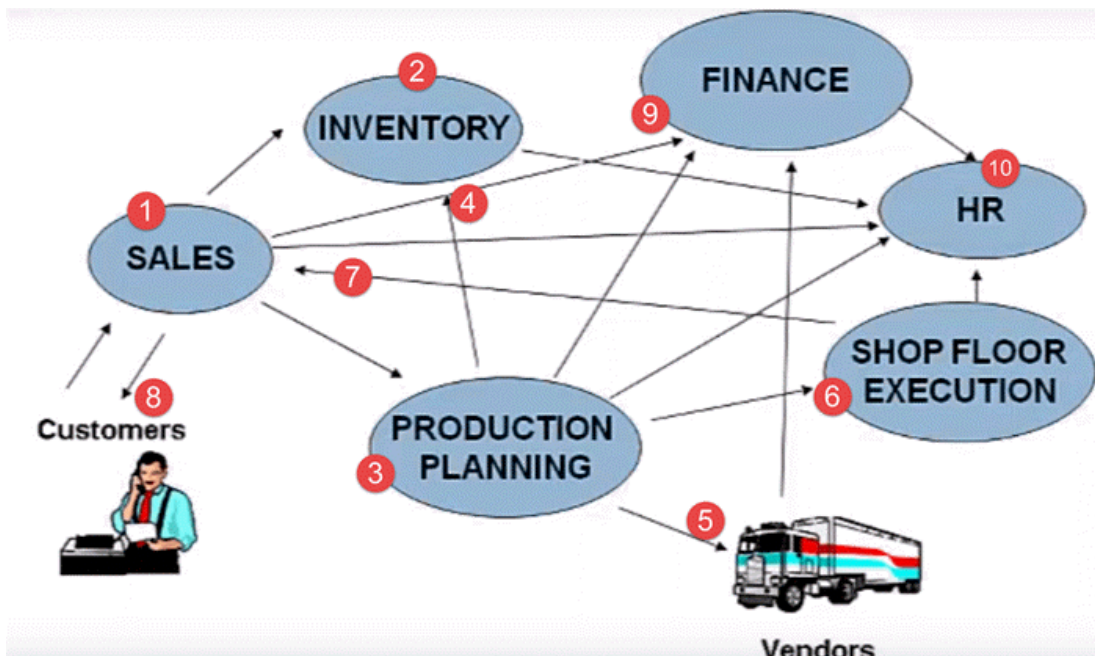 2
FINANCE
INVENTORY
9
10
1
4
HR
SALES
7
SHOP FLOOR
EXECUTION
8
6
Customers
PRODUCTION
PLANNING
3
5
Vendors